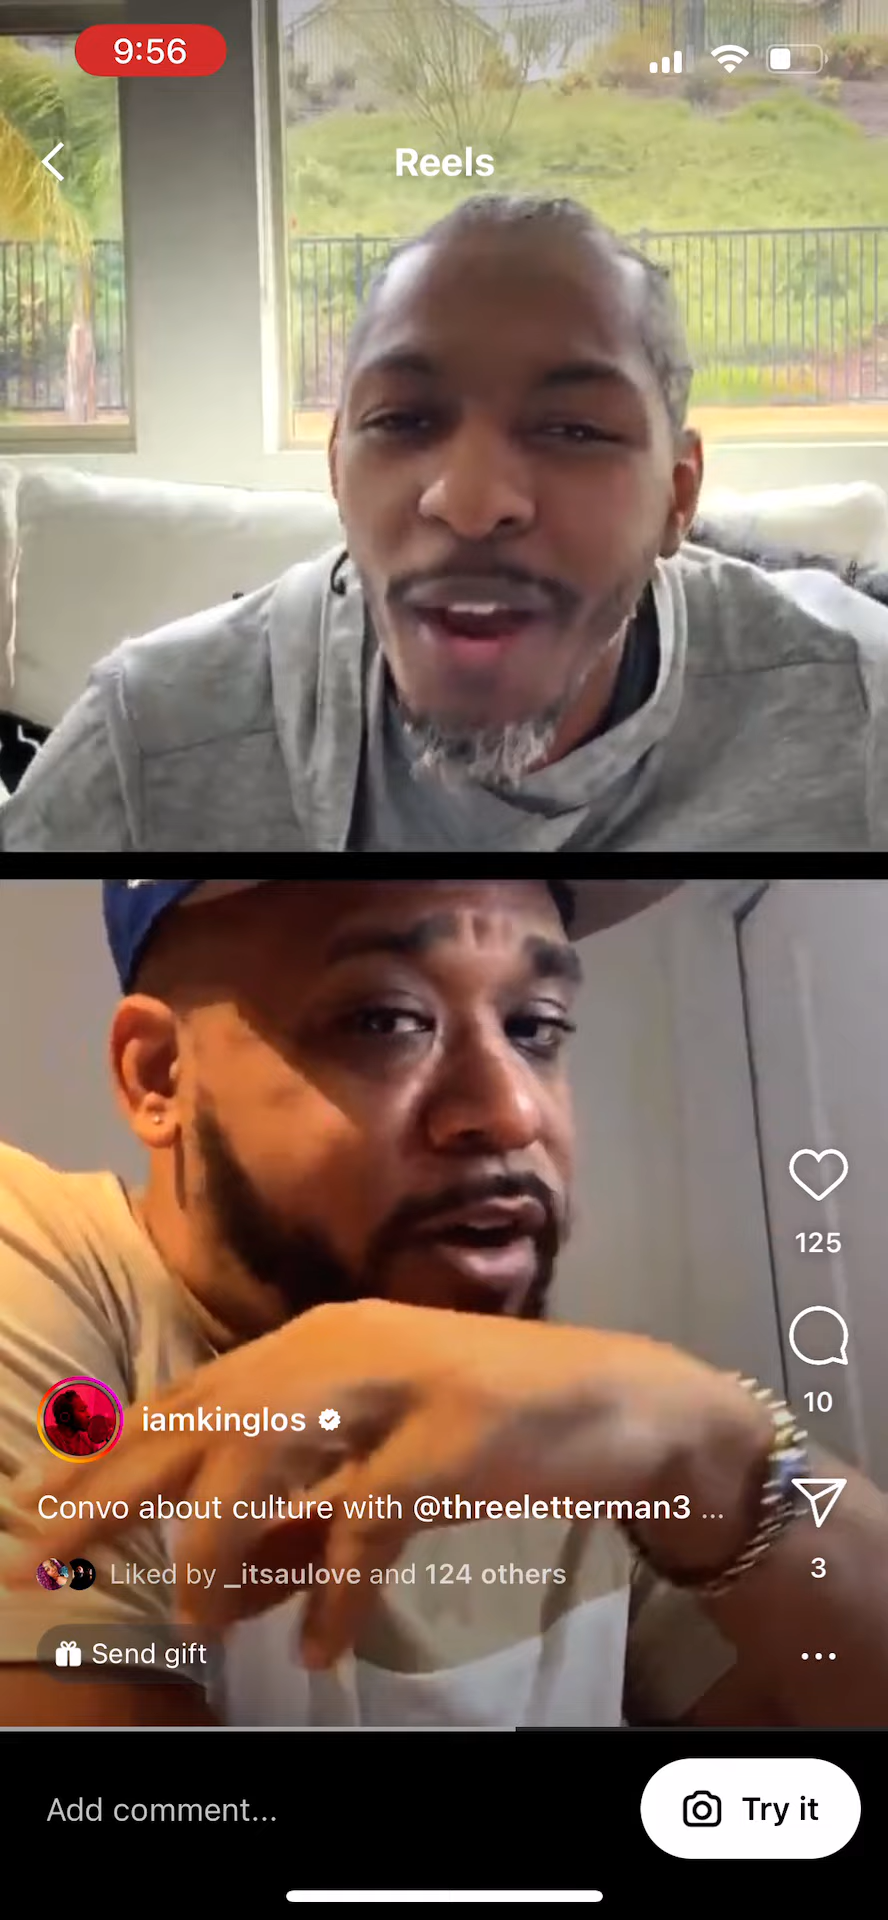 9:56
Reels
125
10
iamkinglos
Convo about culture with @threeletterman3 ...
3
Liked by _itsaulove and 124 others
Send gift
Add comment...
Try it